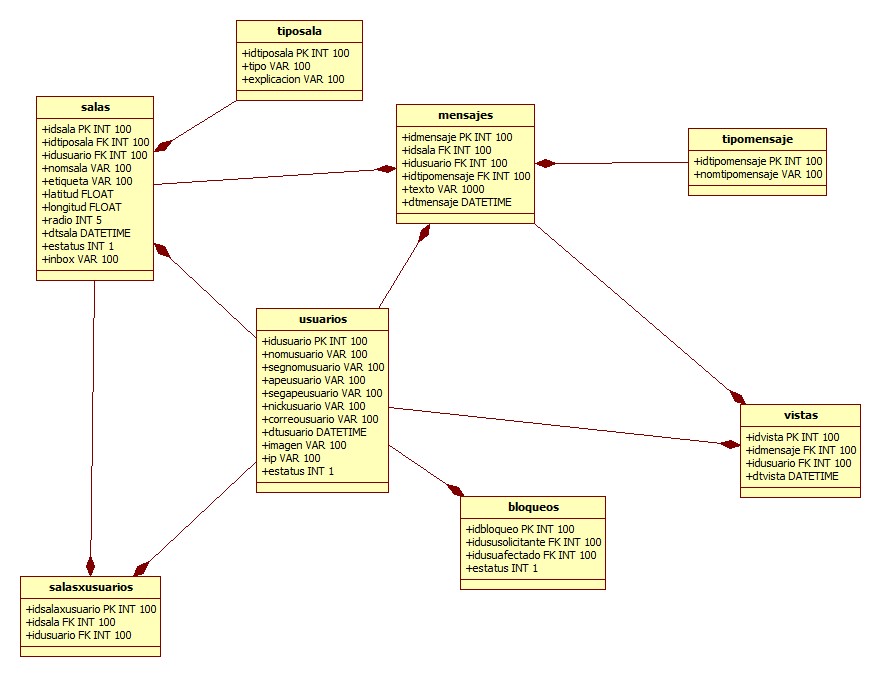 tiposala
+idtiposala PK INT 100
+tipo VAR 100
+explicacion VAR 100
salas
+idsala PK INT 100
+idtiposala FK INT 100
+idusuario FK INT 100
+nomsala VAR 100
+etiqueta VAR 100
+latitud FLOAT
+longitud FLOAT
+radio INT 5
+dtsala DATETIME
+estatus INT 1
+inbox VAR 100
mensajes
+idmensaje PK INT 100
+idsala FK INT 100
+idusuario FK INT 100
+idtipomensaje FK INT 100
+texto VAR 1000
+dtmensaje DATETIME
tipomensaje
+idtipomensaje PK INT 100
+nomtipomensaje VAR 100
usuarios
+idusuario PK INT 100
+nomusuario VAR 100
+segnomusuario VAR 100
+apeusuario VAR 100
+segapeusuario VAR 100
+nickusuario VAR 100
+correousuario VAR 100
+dtusuario DATETIME
+imagen VAR 100
+ip VAR 100
+estatus INT 1
vistas
+idvista PK INT 100
+idmensaje FK INT 100
+idusuario FK INT 100
+dtvista DATETIME
bloqueos
+idbloqueo PK INT 100
+idususolicitante FK INT 100
+idusuafectado FK INT 100
+estatus INT 1
salasxusuarios
+idsalaxusuario PK INT 100
+idsala FK INT 100
+idusuario FK INT 100